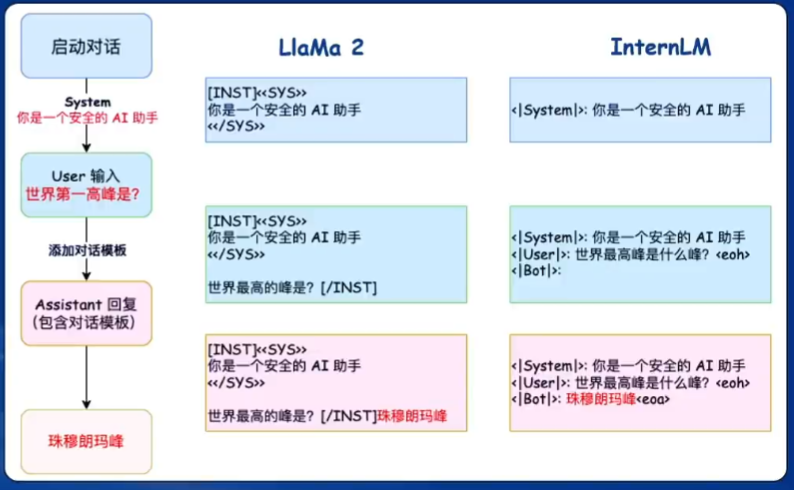 启动对话
System
你是一个安全的 AI 助手
User 输入
世界第一高峰是?
添加对话模板
Assistant 回复
(包含对话模板)
珠穆朗玛峰
LlaMa 2
[INST]<<SYS>>
你是一个安全的 AI 助手
<</SYS>>
[INST]<<SYS>>
你是一个安全的 AI 助手
<</SYS>>
世界最高的峰是? [/INST]
[INST]<<SYS>>
你是一个安全的 AI 助手
<</SYS>>
世界最高的峰是? [/INST]珠穆朗玛峰
InternLM
<|System|>: 你是一个安全的 AI 助手
<|System|>: 你是一个安全的 AI 助手
<|User|>: 世界最高峰是什么峰? <eoh>
<|Bot|>:
<|System|>: 你是一个安全的 AI 助手
<|User|>: 世界最高峰是什么峰? <eoh>
<|Bot|>: 珠穆朗玛峰<eoa>